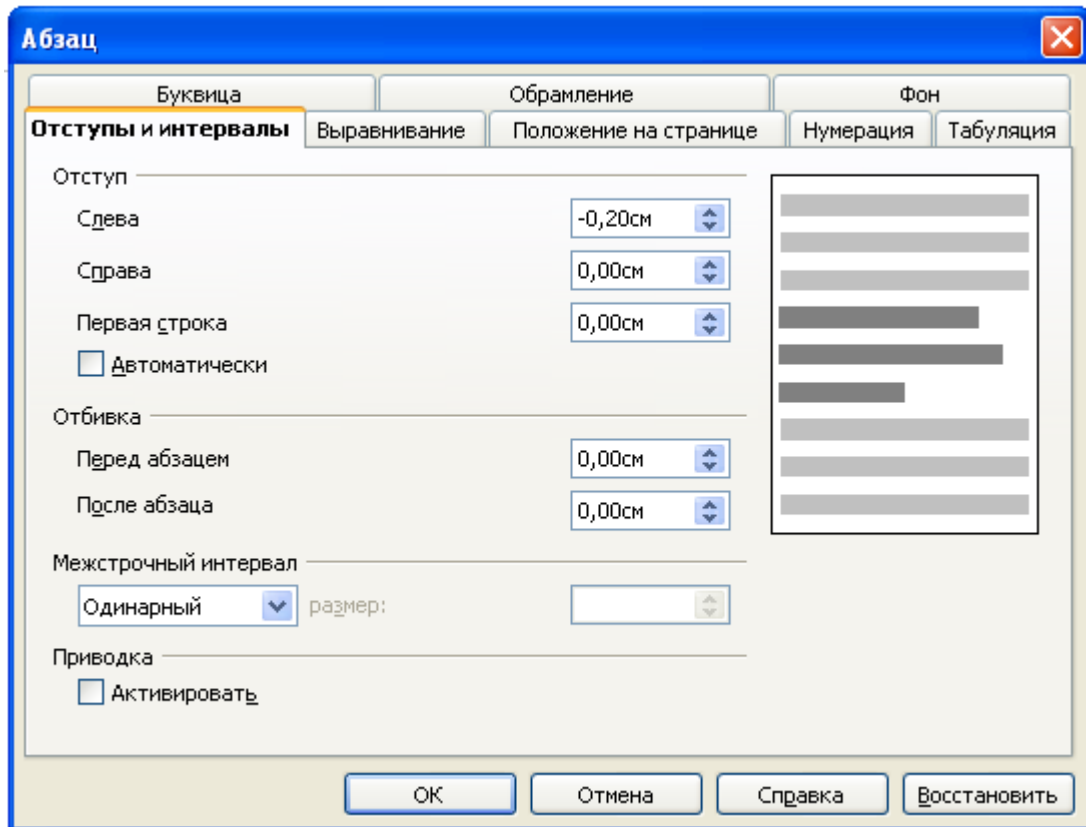 Абзац
Буквица Обрамление Фон
Отступы и интервалы Выравнивание Положение на странице Нумерация Табуляция
Отступ
Слева -0,20см
Справа 0,00см
Первая строка 0,00см
Автоматически
Отбивка
Перед абзацем 0,00см
После абзаца 0,00см
Межстрочный интервал
Одинарный размер:
Приводка
Активировать
ОК Отмена Справка Восстановить